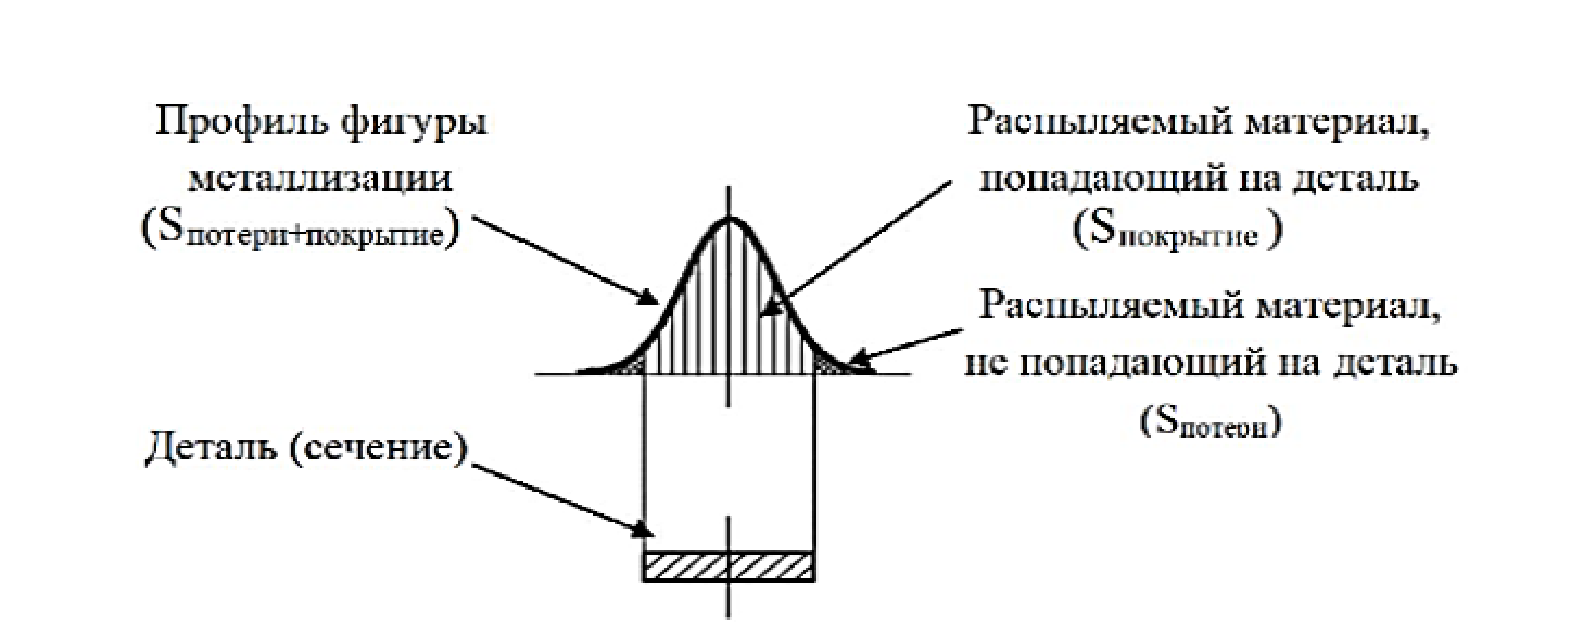 Профиль фигуры
металлизации
(Sпотери+покрытие)
Распыляемый материал,
попадающий на деталь
(Sпокрытие )
Распыляемый материал,
не попадающий на деталь
(Sпотери)
Деталь (сечение)